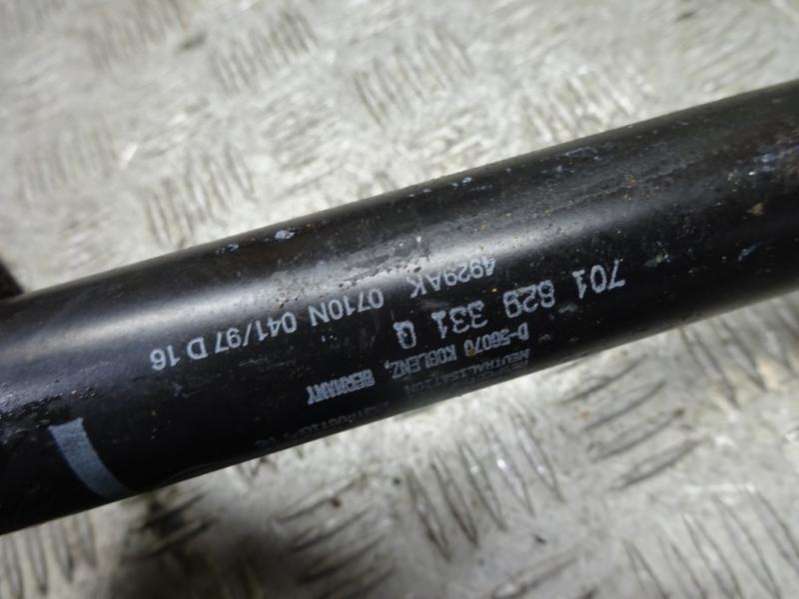 701 829 331 Q
4929AK 0710N 041/97 D 16
D-56070 KOBLENZ, GERMANY